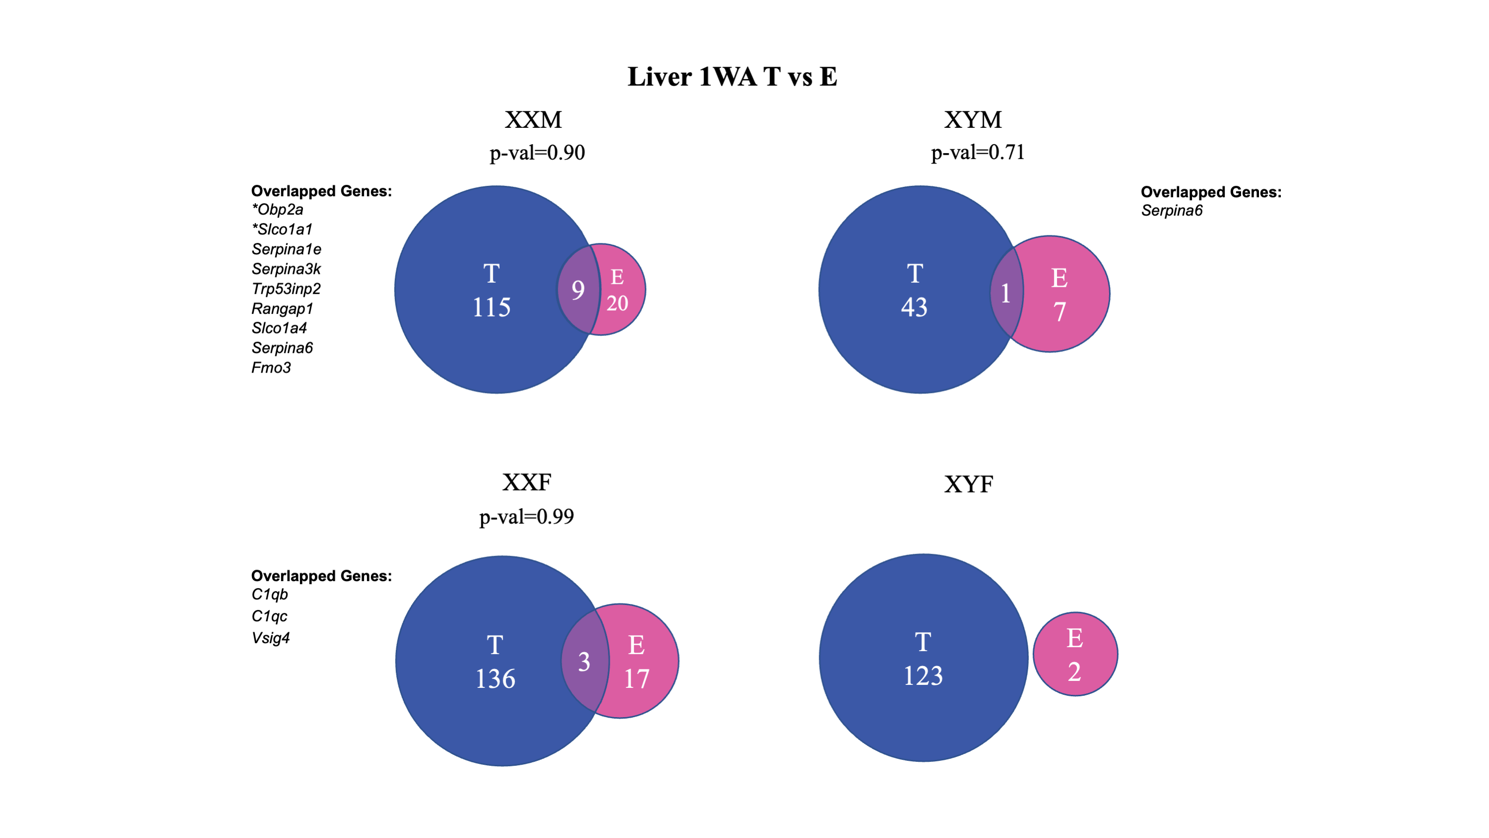 Liver 1WA T vs E
XXM
p-val=0.90
Overlapped Genes:
*Obp2a
*Slco1a1
Serpina1e
Serpina3k
Trp53inp2
Rangap1
Slco1a4
Serpina6
Fmo3
T
115
9
E
20
XYM
p-val=0.71
T
43
1
E
7
Overlapped Genes:
Serpina6
XXF
p-val=0.99
Overlapped Genes:
C1qb
C1qc
Vsig4
T
136
3
E
17
XYF
T
123
E
2